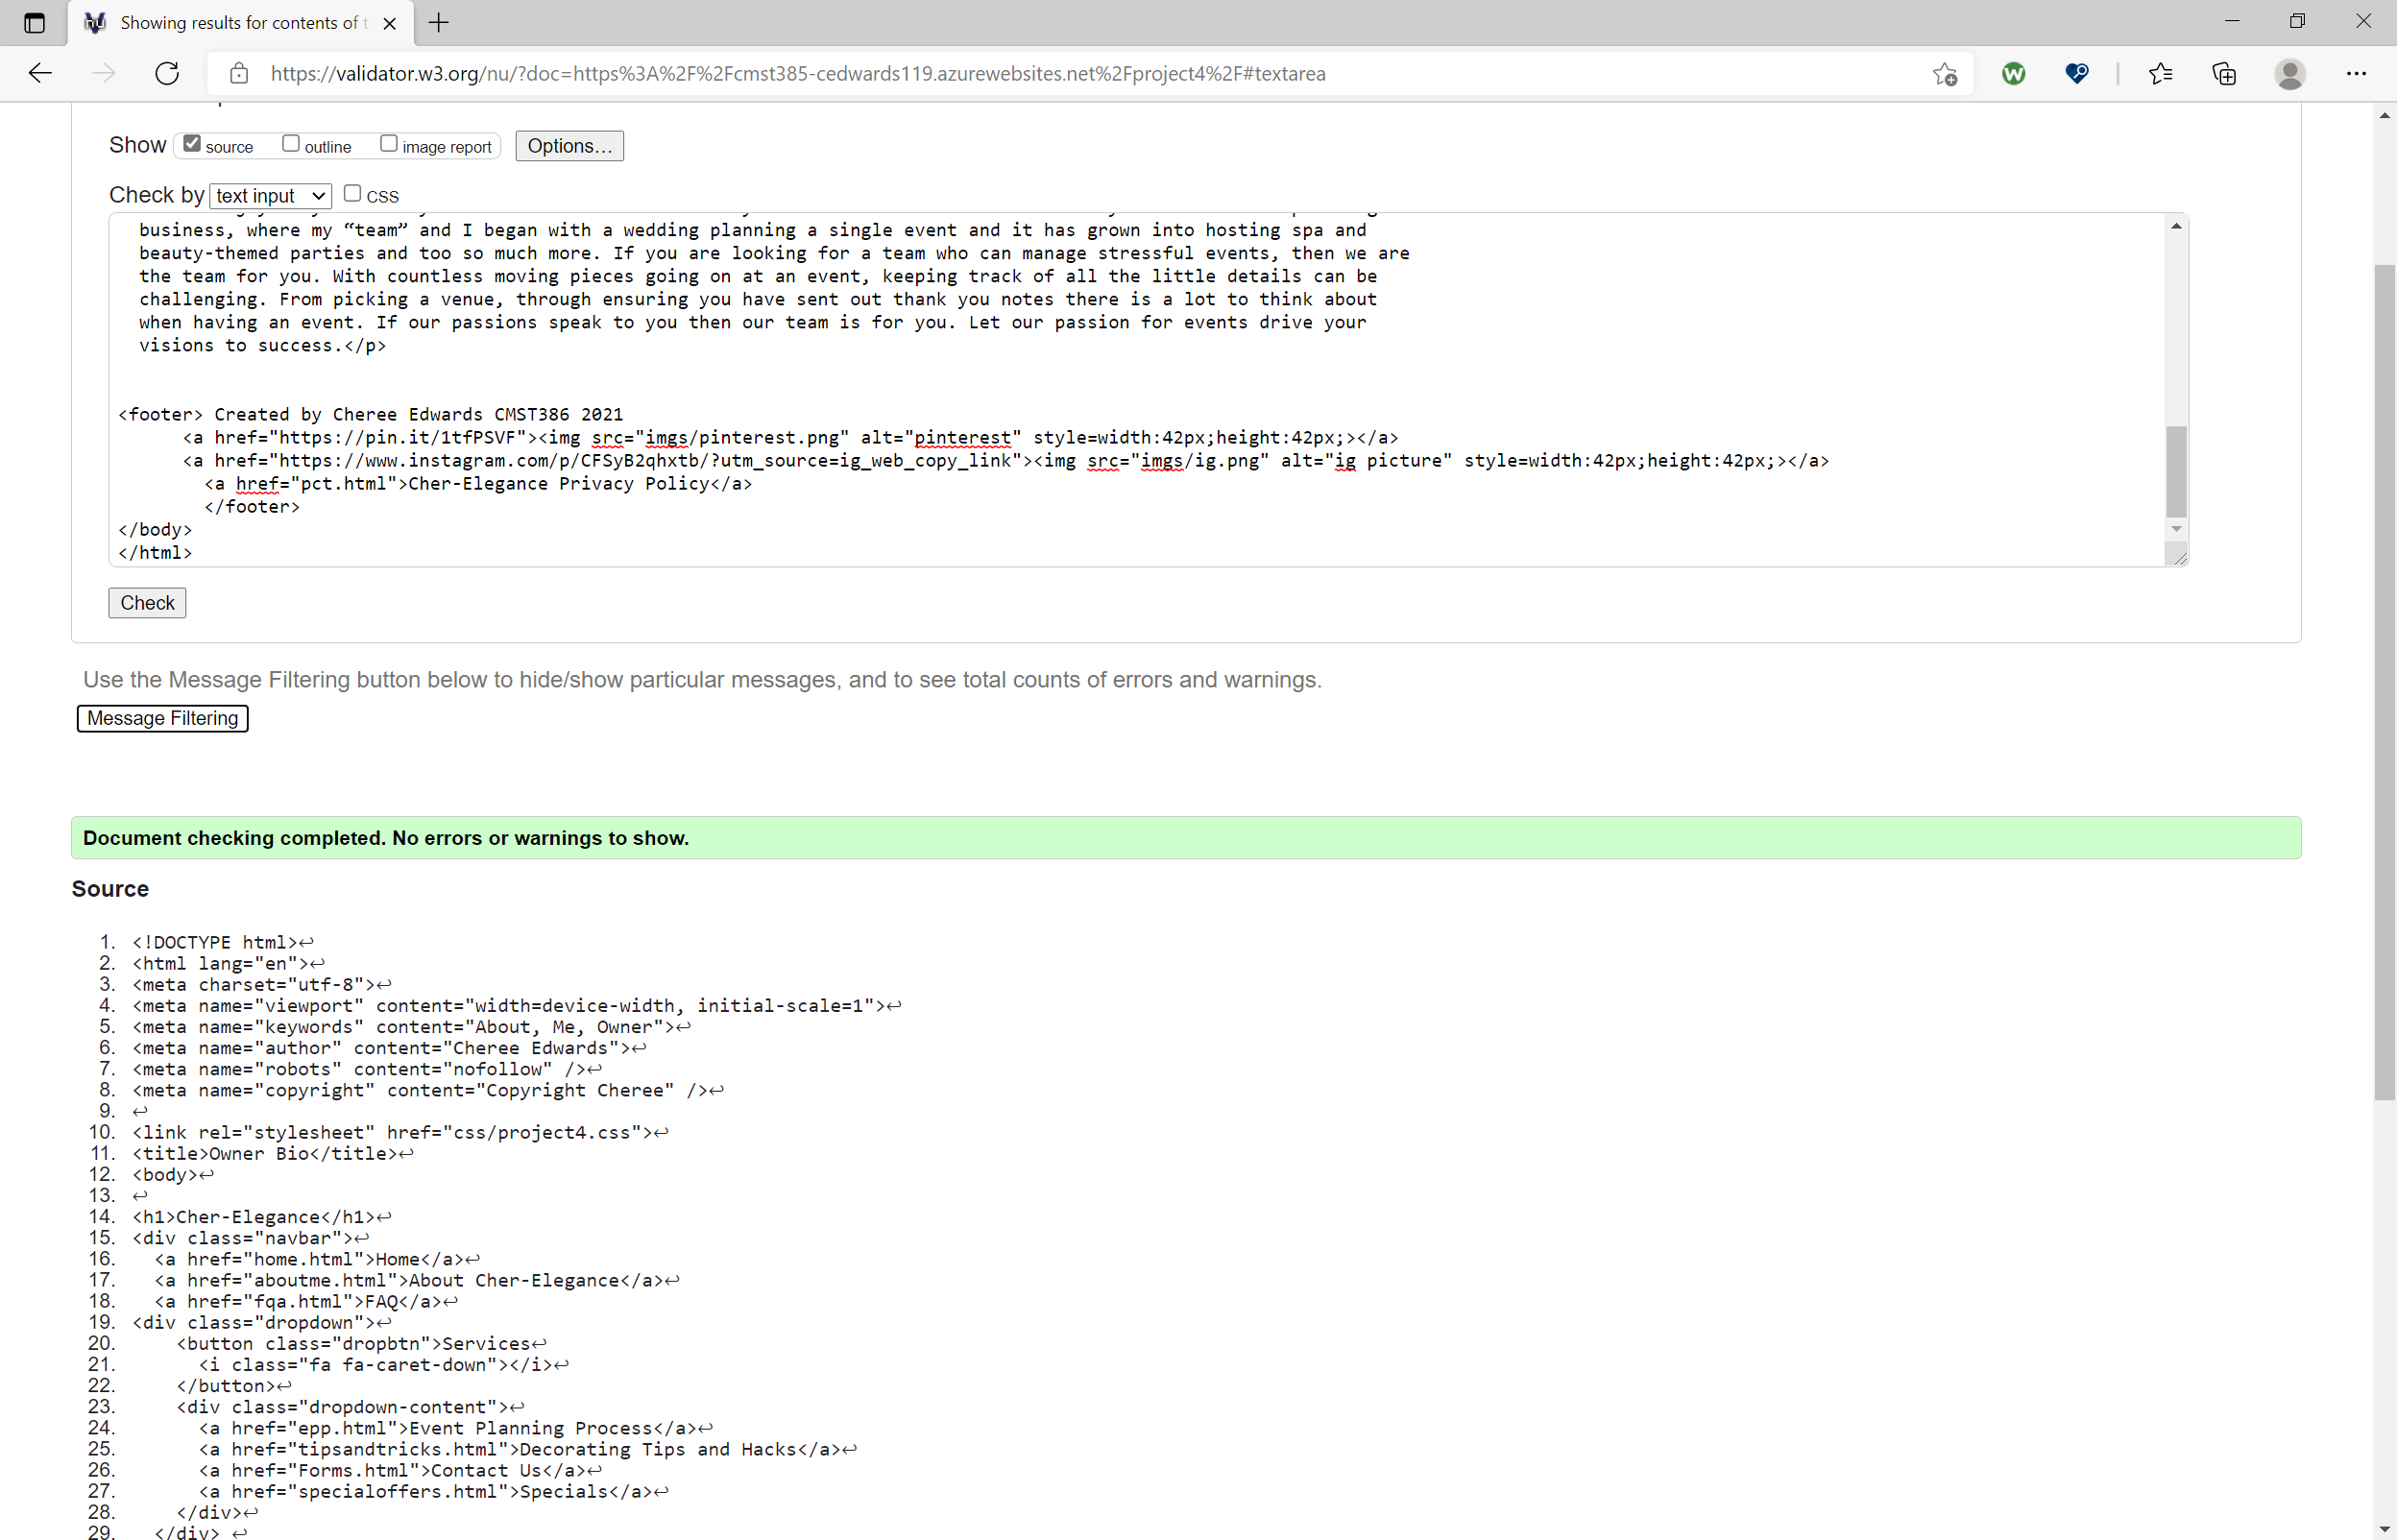 Showing results for contents of t
https://validator.w3.org/nu/?doc=https%3A%2F%2Fcmst385-cedwards119.azurewebsites.net%2Fproject4%2F#textarea
Show source outline image report Options...
Check by text input CSS
business, where my “team” and I began with a wedding planning a single event and it has grown into hosting spa and
beauty-themed parties and too so much more. If you are looking for a team who can manage stressful events, then we are
the team for you. With countless moving pieces going on at an event, keeping track of all the little details can be
challenging. From picking a venue, through ensuring you have sent out thank you notes there is a lot to think about
when having an event. If our passions speak to you then our team is for you. Let our passion for events drive your
visions to success.</p>
<footer> Created by Cheree Edwards CMST386 2021
<a href="https://pin.it/1tfPSVF"><img src="imgs/pinterest.png" alt="pinterest" style=width:42px;height:42px;></a>
<a href="https://www.instagram.com/p/CFSyB2qhxtb/?utm_source=ig_web_copy_link"><img src="imgs/ig.png" alt="ig picture" style=width:42px;height:42px;></a>
<a href="pct.html">Cher-Elegance Privacy Policy</a>
</footer>
</body>
</html>
Check
Use the Message Filtering button below to hide/show particular messages, and to see total counts of errors and warnings.
Message Filtering
Document checking completed. No errors or warnings to show.
Source
1. <!DOCTYPE html>↩
2. <html lang="en">↩
3. <meta charset="utf-8">↩
4. <meta name="viewport" content="width=device-width, initial-scale=1">↩
5. <meta name="keywords" content="About, Me, Owner">↩
6. <meta name="author" content="Cheree Edwards">↩
7. <meta name="robots" content="nofollow" />↩
8. <meta name="copyright" content="Copyright Cheree" />↩
9. ↩
10. <link rel="stylesheet" href="css/project4.css">↩
11. <title>Owner Bio</title>↩
12. <body>↩
13. ↩
14. <h1>Cher-Elegance</h1>↩
15. <div class="navbar">↩
16. <a href="home.html">Home</a>↩
17. <a href="aboutme.html">About Cher-Elegance</a>↩
18. <a href="fqa.html">FAQ</a>↩
19. <div class="dropdown">↩
20. <button class="dropbtn">Services↩
21. <i class="fa fa-caret-down"></i>↩
22. </button>↩
23. <div class="dropdown-content">↩
24. <a href="epp.html">Event Planning Process</a>↩
25. <a href="tipsandtricks.html">Decorating Tips and Hacks</a>↩
26. <a href="Forms.html">Contact Us</a>↩
27. <a href="specialoffers.html">Specials</a>↩
28. </div>↩
29. </div> ↩